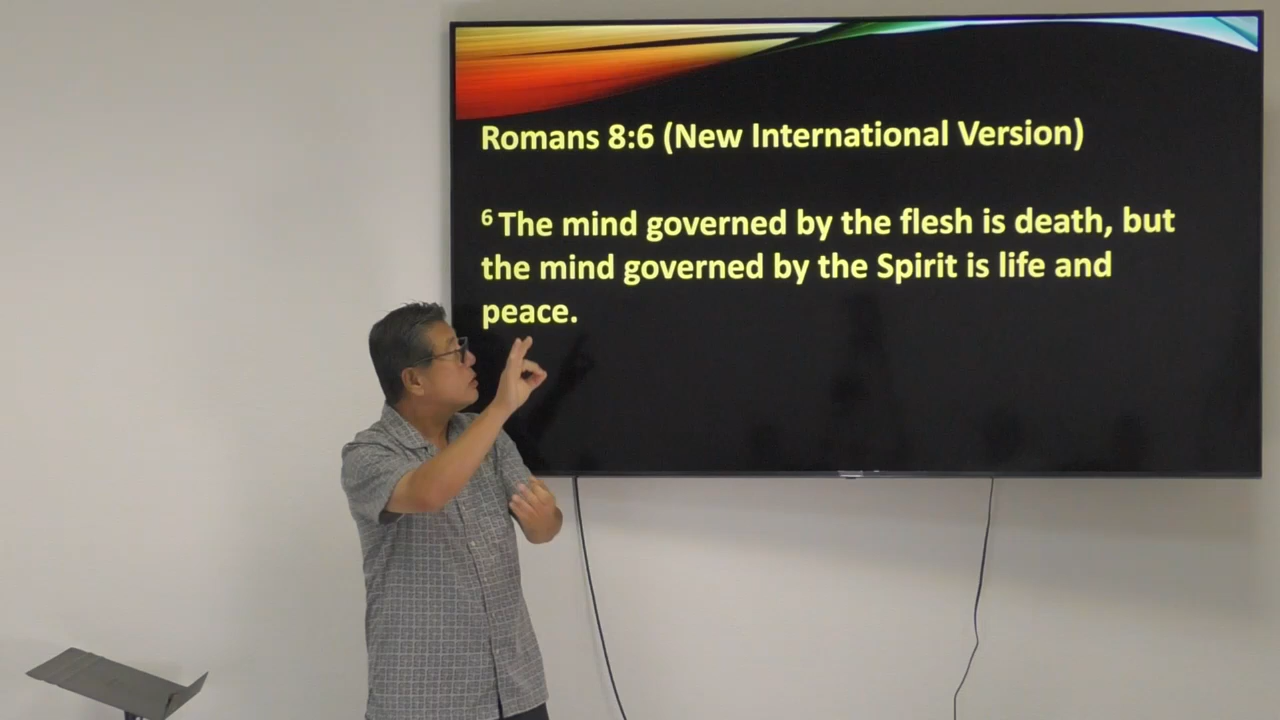 Romans 8:6 (New International Version)
6 The mind governed by the flesh is death, but
the mind governed by the Spirit is life and
peace.